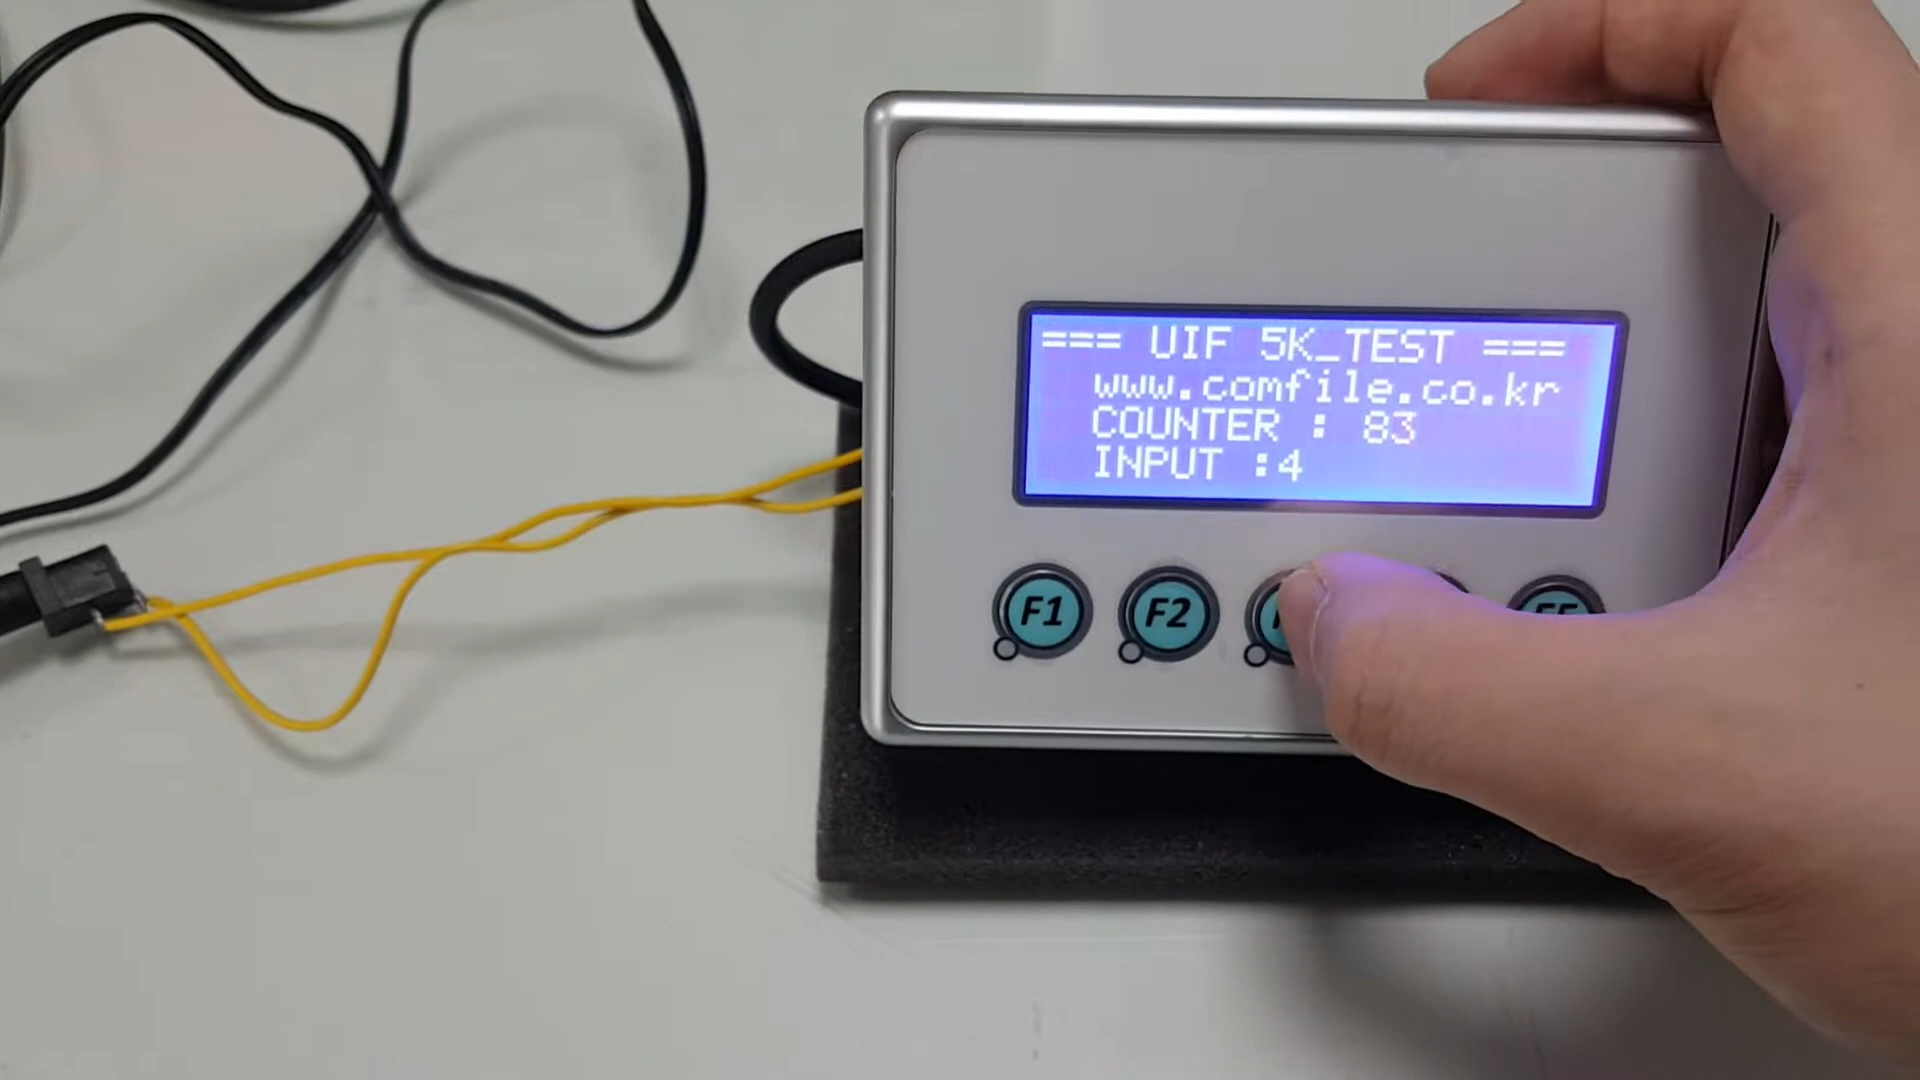 === UIF 5K_TEST ===
www.comfile.co.kr
COUNTER : 83
INPUT :4
F1 F2